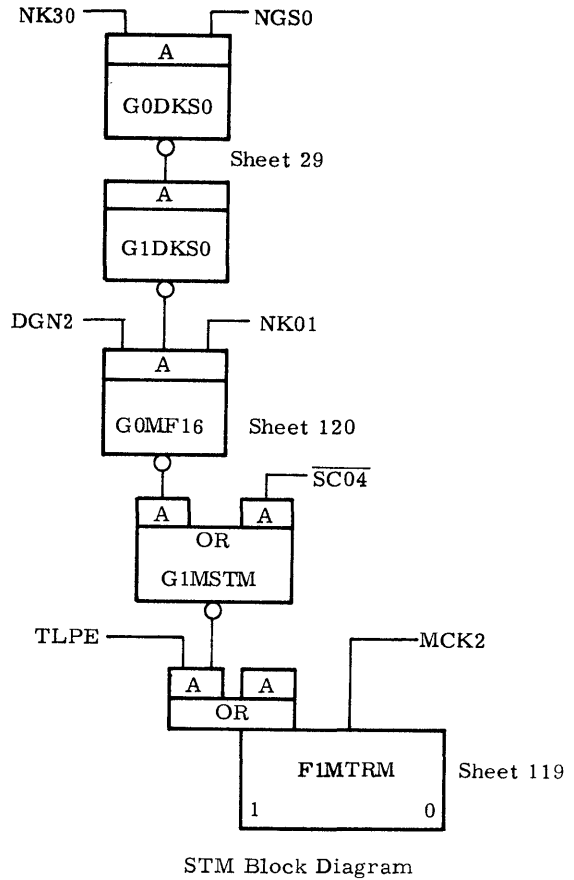 NK30 NGS0
A
G0DKS0
Sheet 29
A
G1DKS0
DGN2 NK01
A
G0MF16 Sheet 120
SC04
A A
OR
G1MSTM
TLPE MCK2
A A
OR
F1MTRM Sheet 119
1 0
STM Block Diagram